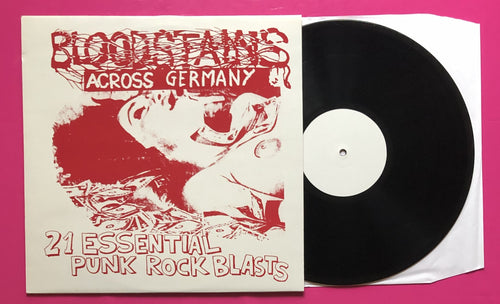 BLOODSTAINS
ACROSS GERMANY
21 ESSENTIAL
PUNK ROCK BLASTS